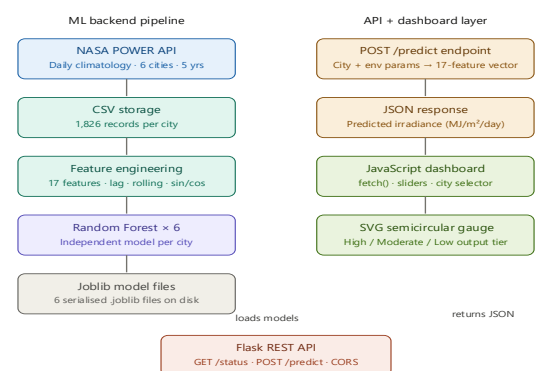 ML backend pipeline
NASA POWER API
Daily climatology · 6 cities · 5 yrs
CSV storage
1,826 records per city
Feature engineering
17 features · lag · rolling · sin/cos
Random Forest × 6
Independent model per city
Joblib model files
6 serialised .joblib files on disk
API + dashboard layer
POST /predict endpoint
City + env params → 17-feature vector
JSON response
Predicted irradiance (MJ/m²/day)
JavaScript dashboard
fetch() · sliders · city selector
SVG semicircular gauge
High / Moderate / Low output tier
loads models
returns JSON
Flask REST API
GET /status · POST /predict · CORS